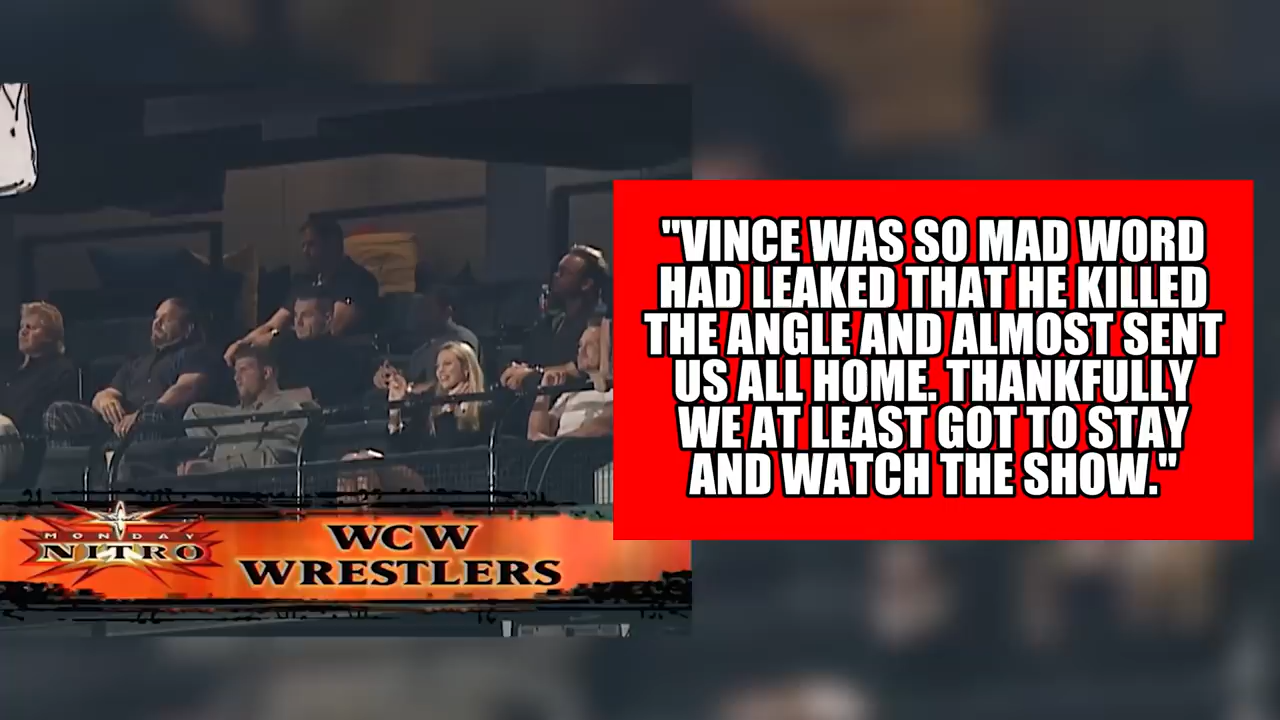 "VINCE WAS SO MAD WORD
HAD LEAKED THAT HE KILLED
THE ANGLE AND ALMOST SENT
US ALL HOME. THANKFULLY
WE AT LEAST GOT TO STAY
AND WATCH THE SHOW."
MONDAY
NITRO
WCW
WRESTLERS